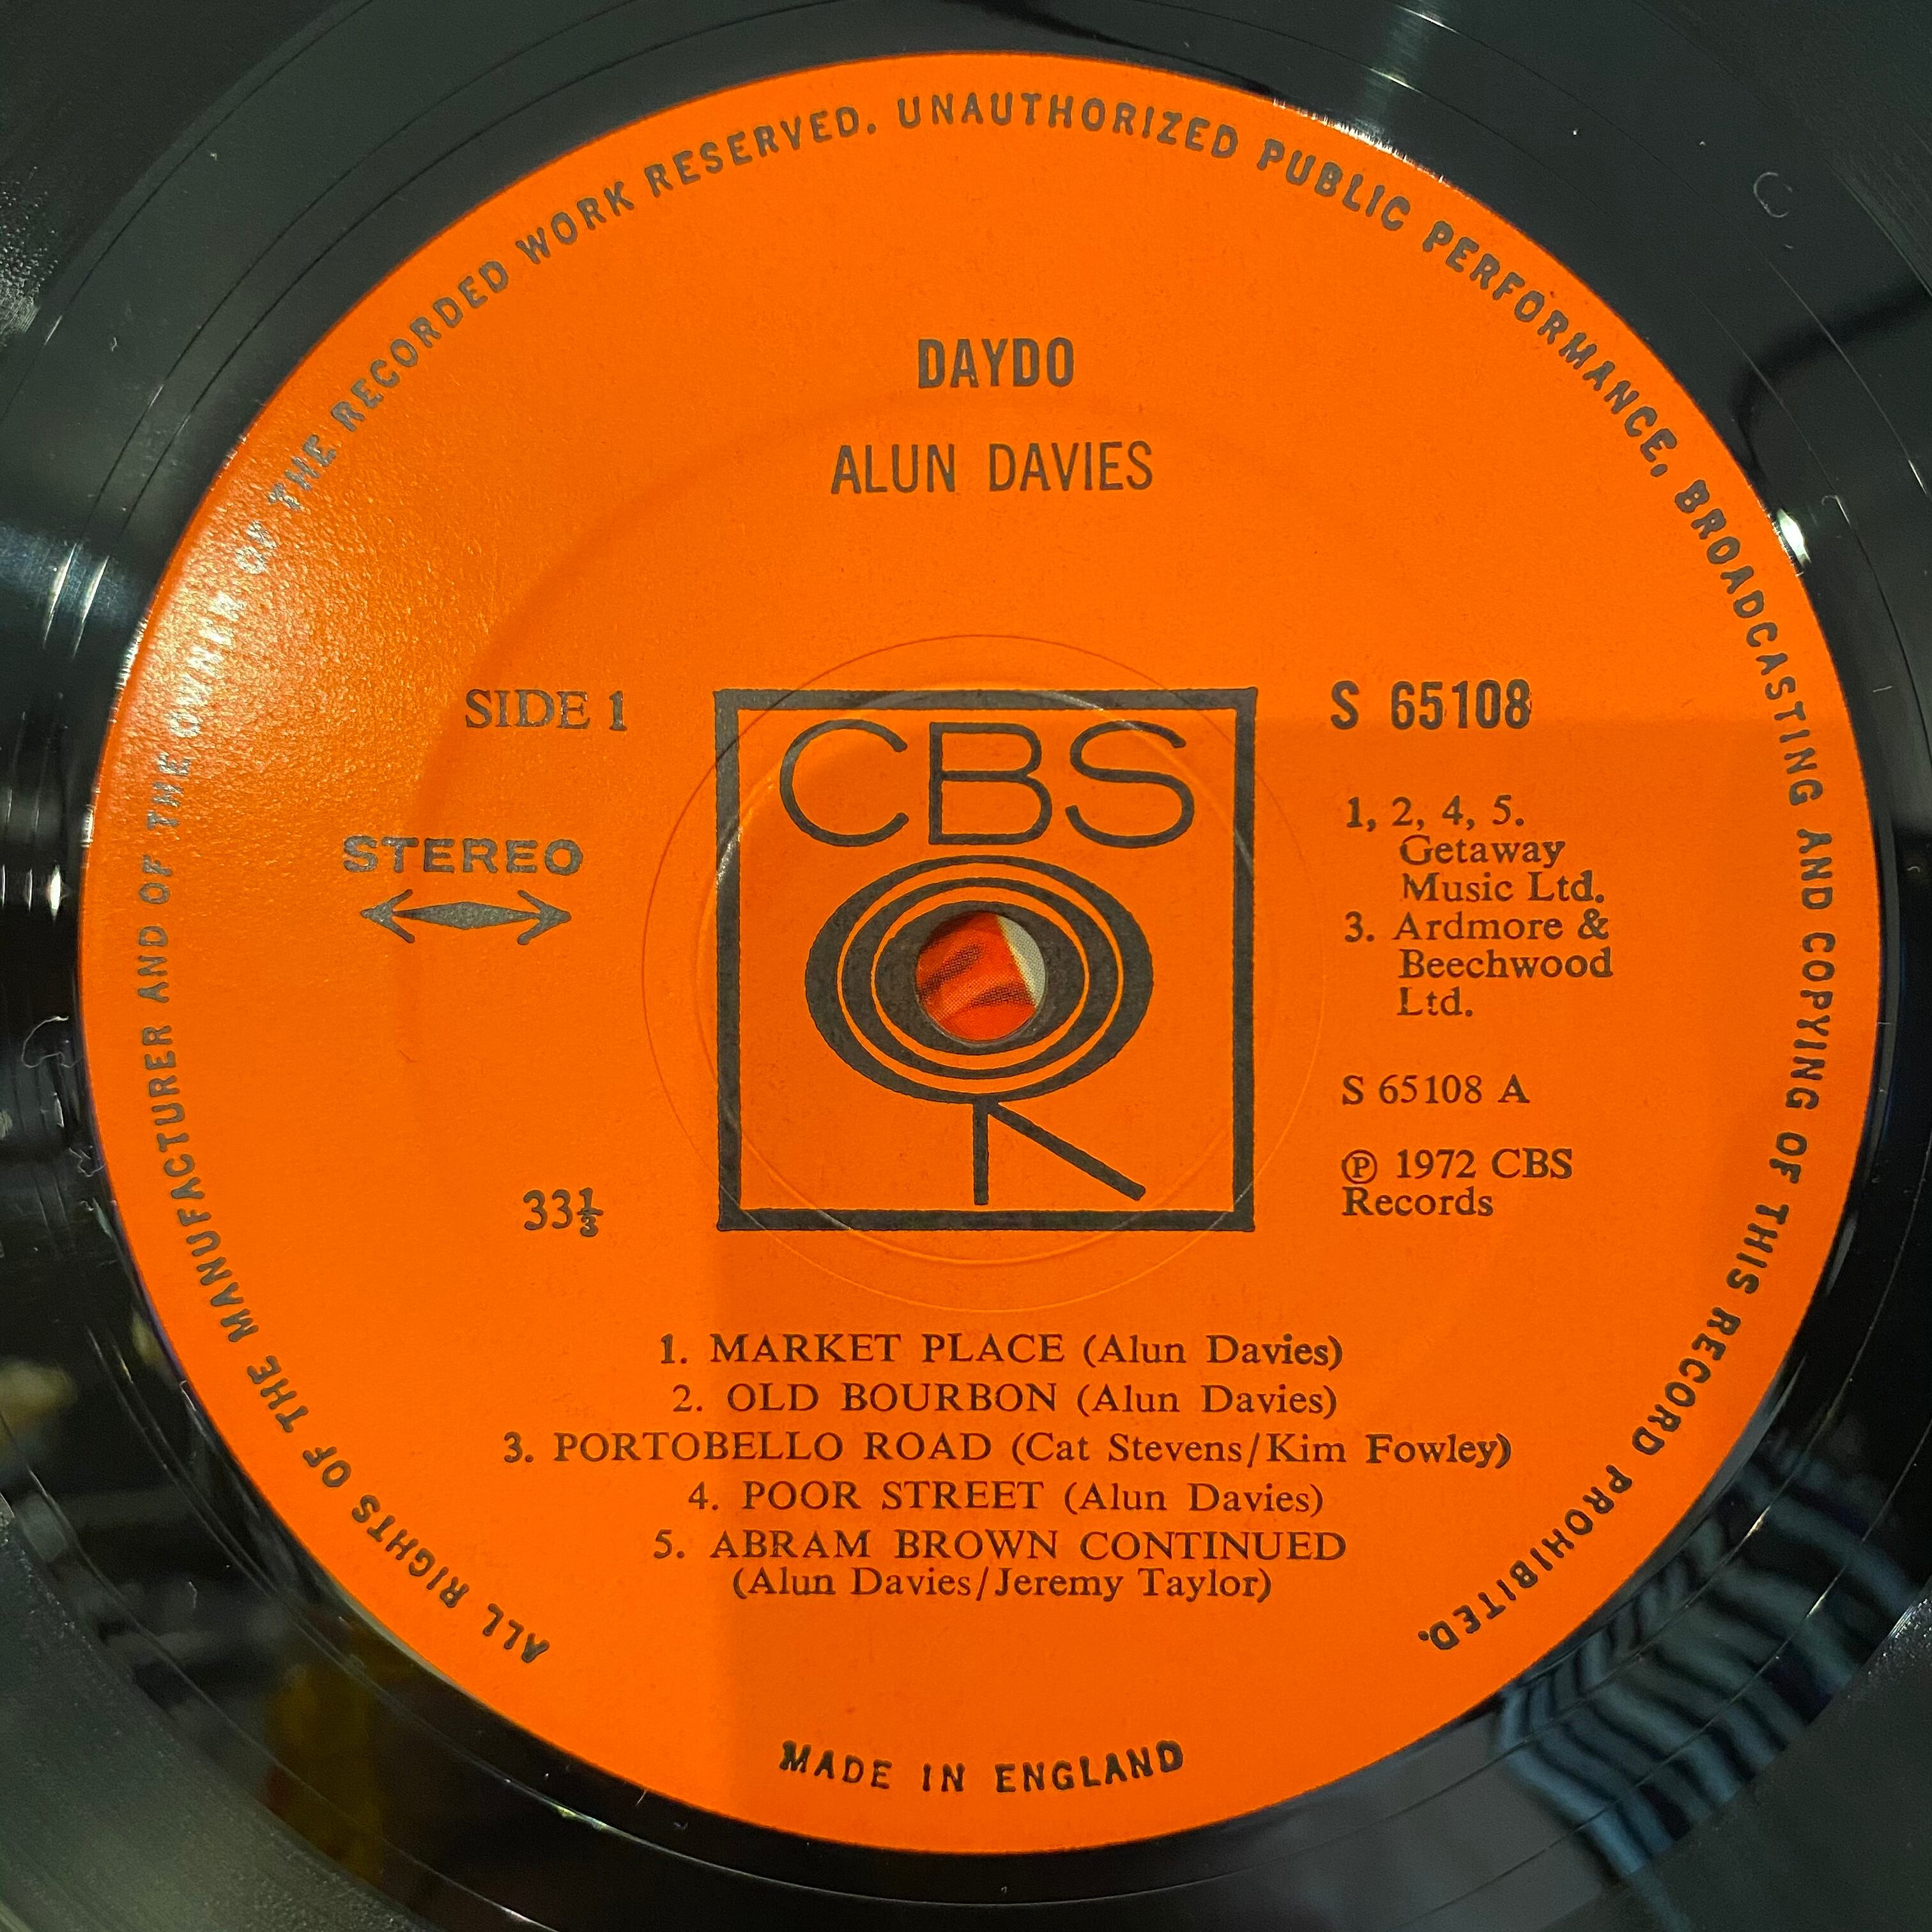 ALL RIGHTS OF THE MANUFACTURER AND OF THE OWNER OF THE RECORDED WORK RESERVED. UNAUTHORIZED PUBLIC PERFORMANCE, BROADCASTING AND COPYING OF THIS RECORD PROHIBITED.
DAYDO
ALUN DAVIES
SIDE 1
STEREO
33⅓
CBS
S 65108
1, 2, 4, 5.
Getaway
Music Ltd.
3. Ardmore &
Beechwood
Ltd.
S 65108 A
℗ 1972 CBS
Records
1. MARKET PLACE (Alun Davies)
2. OLD BOURBON (Alun Davies)
3. PORTOBELLO ROAD (Cat Stevens/Kim Fowley)
4. POOR STREET (Alun Davies)
5. ABRAM BROWN CONTINUED
(Alun Davies/Jeremy Taylor)
MADE IN ENGLAND